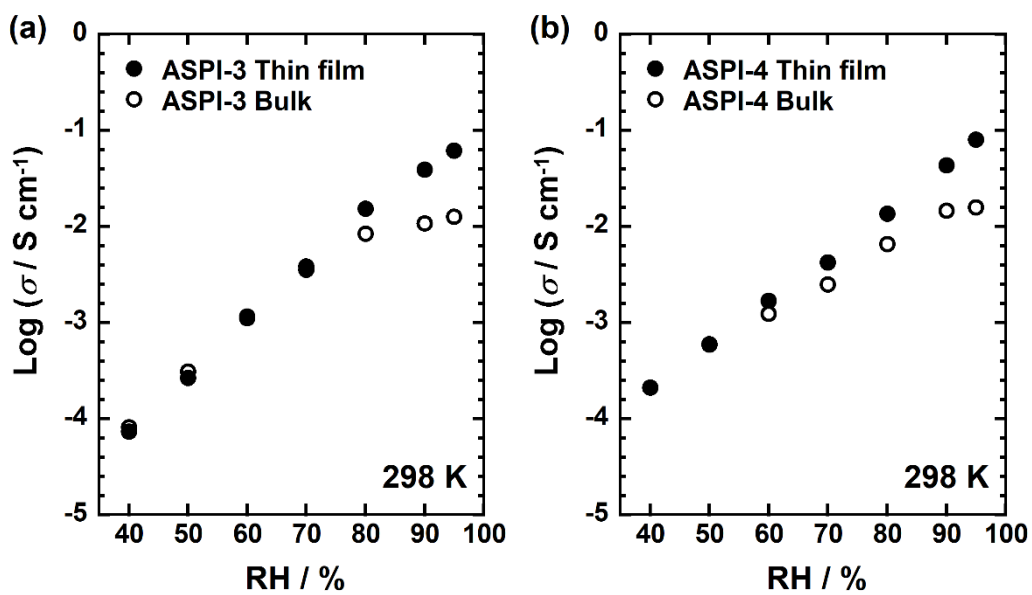 (a)
0
-1
-2
-3
-4
-5
Log (σ / S cm⁻¹)
ASPI-3 Thin film
ASPI-3 Bulk
298 K
40 50 60 70 80 90 100
RH / %
(b)
0
-1
-2
-3
-4
-5
Log (σ / S cm⁻¹)
ASPI-4 Thin film
ASPI-4 Bulk
298 K
40 50 60 70 80 90 100
RH / %